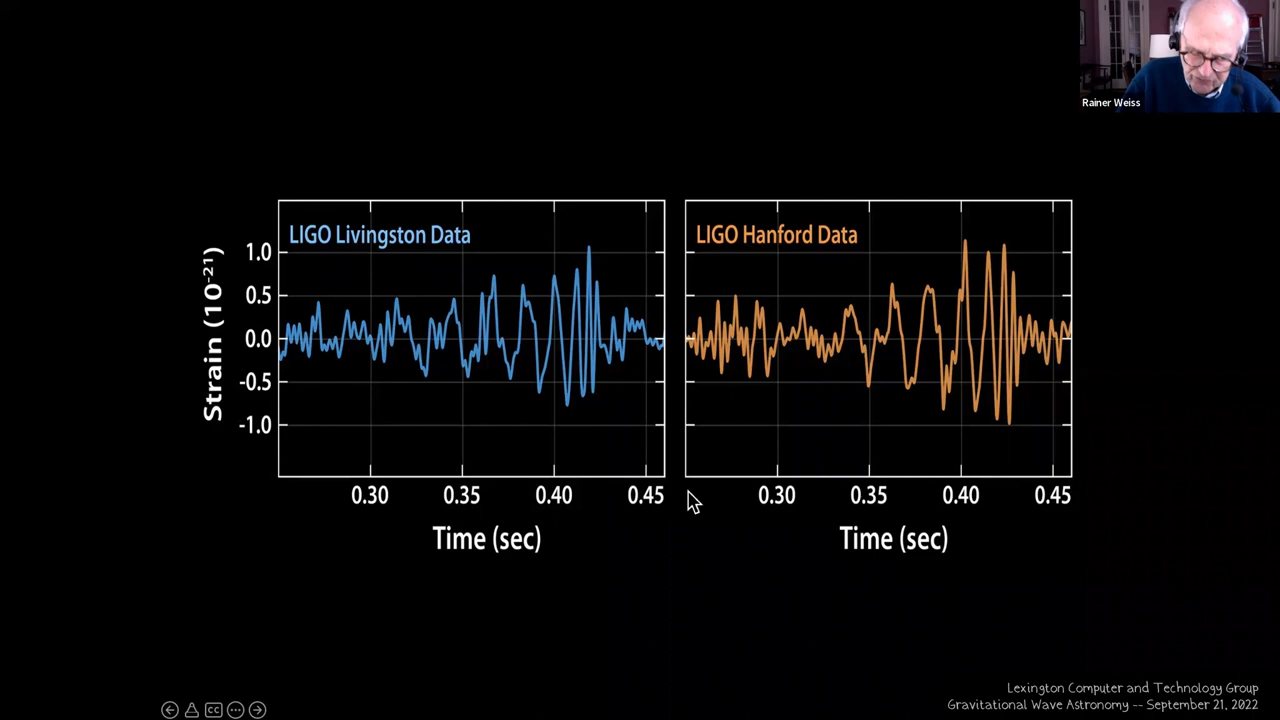 Rainer Weiss
LIGO Livingston Data
LIGO Hanford Data
Strain (10⁻²¹)
1.0
0.5
0.0
-0.5
-1.0
0.30 0.35 0.40 0.45
0.30 0.35 0.40 0.45
Time (sec)
Time (sec)
CC
Lexington Computer and Technology Group
Gravitational Wave Astronomy -- September 21, 2022